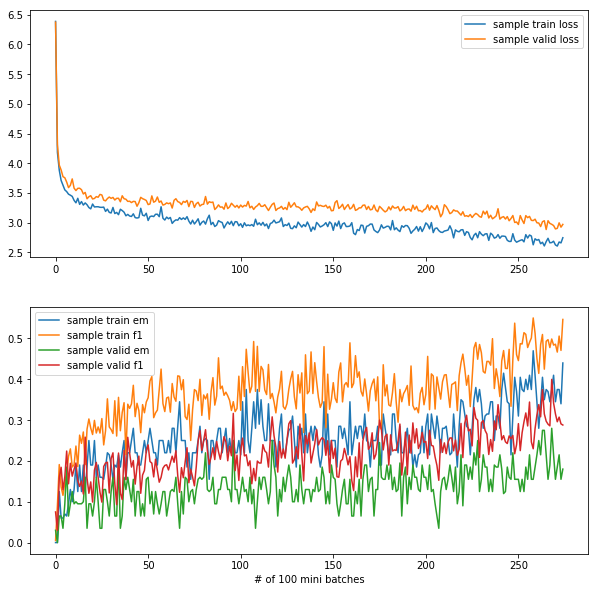 6.5
6.0
5.5
5.0
4.5
4.0
3.5
3.0
2.5
sample train loss
sample valid loss
0 50 100 150 200 250
0.5
0.4
0.3
0.2
0.1
0.0
sample train em
sample train f1
sample valid em
sample valid f1
0 50 100 150 200 250
# of 100 mini batches